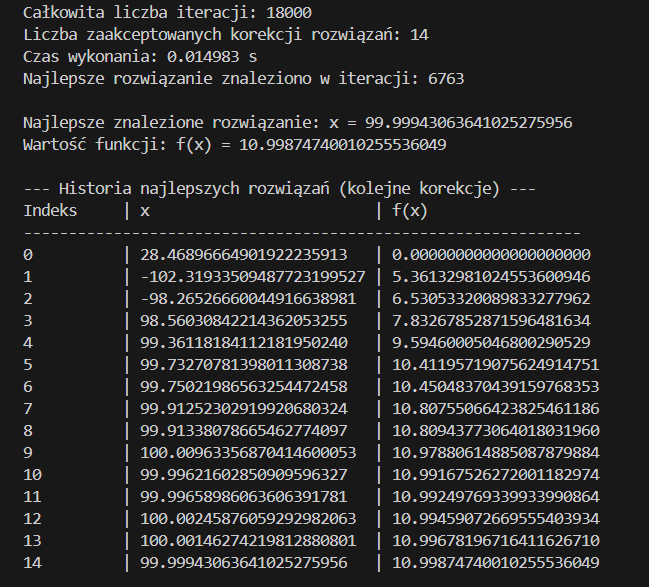 Całkowita liczba iteracji: 18000
Liczba zaakceptowanych korekcji rozwiązań: 14
Czas wykonania: 0.014983 s
Najlepsze rozwiązanie znaleziono w iteracji: 6763

Najlepsze znalezione rozwiązanie: x = 99.99943063641025275956
Wartość funkcji: f(x) = 10.99874740010255536049

--- Historia najlepszych rozwiązań (kolejne korekcje) ---
Indeks     | x                          | f(x)
--------------------------------------------------------------
0          | 28.46896664901922235913    | 0.00000000000000000000
1          | -102.31933509487723199527 | 5.36132981024553600946
2          | -98.26526660044916638981   | 6.53053320089833277962
3          | 98.56030842214362053255    | 7.83267852871596481634
4          | 99.36118184112181950240    | 9.59460005046800290529
5          | 99.73270781398011308738    | 10.41195719075624914751
6          | 99.75021986563254472458    | 10.45048370439159768353
7          | 99.91252302919920680324    | 10.80755066423825461186
8          | 99.91338078665462774097    | 10.80943773064018031960
9          | 100.00963356870414600053   | 10.97880614885087879884
10         | 99.99621602850909596327    | 10.99167526272001182974
11         | 99.99658986063606391781    | 10.99249769339933990864
12         | 100.00245876059292982063   | 10.99459072669555403934
13         | 100.00146274219812880801   | 10.99678196716411626710
14         | 99.99943063641025275956    | 10.99874740010255536049